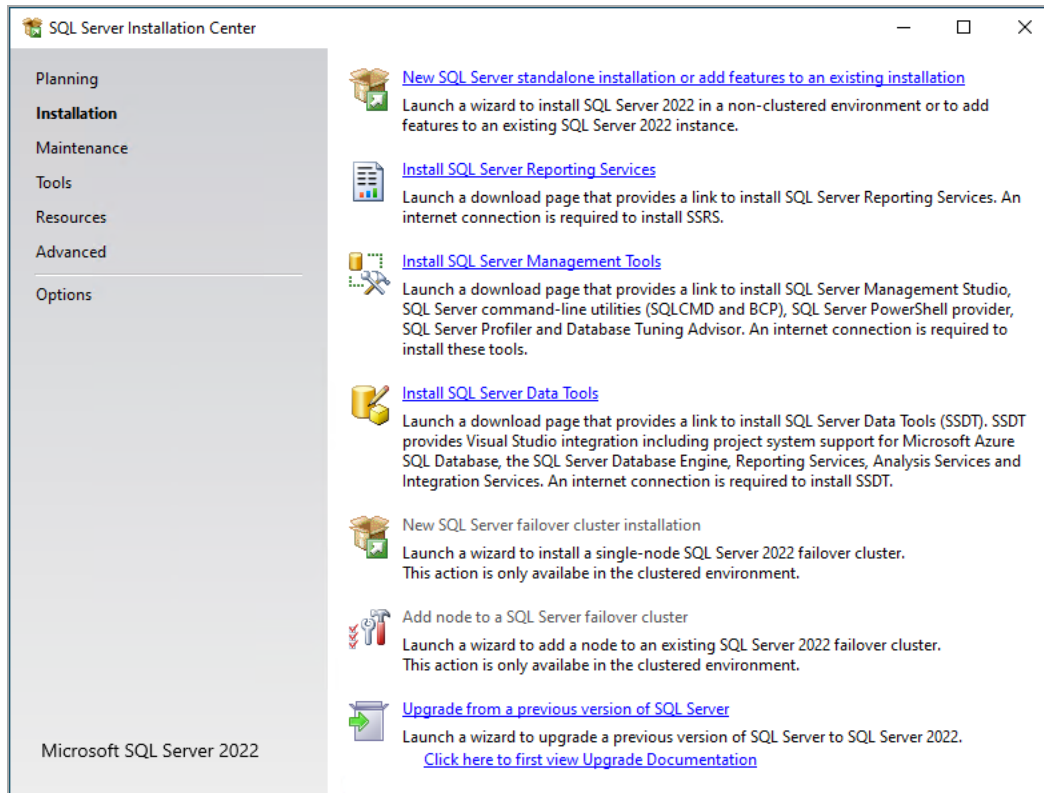 SQL Server Installation Center
Planning
Installation
Maintenance
Tools
Resources
Advanced
Options
Microsoft SQL Server 2022
New SQL Server standalone installation or add features to an existing installation
Launch a wizard to install SQL Server 2022 in a non-clustered environment or to add
features to an existing SQL Server 2022 instance.
Install SQL Server Reporting Services
Launch a download page that provides a link to install SQL Server Reporting Services. An
internet connection is required to install SSRS.
Install SQL Server Management Tools
Launch a download page that provides a link to install SQL Server Management Studio,
SQL Server command-line utilities (SQLCMD and BCP), SQL Server PowerShell provider,
SQL Server Profiler and Database Tuning Advisor. An internet connection is required to
install these tools.
Install SQL Server Data Tools
Launch a download page that provides a link to install SQL Server Data Tools (SSDT). SSDT
provides Visual Studio integration including project system support for Microsoft Azure
SQL Database, the SQL Server Database Engine, Reporting Services, Analysis Services and
Integration Services. An internet connection is required to install SSDT.
New SQL Server failover cluster installation
Launch a wizard to install a single-node SQL Server 2022 failover cluster.
This action is only availabe in the clustered environment.
Add node to a SQL Server failover cluster
Launch a wizard to add a node to an existing SQL Server 2022 failover cluster.
This action is only availabe in the clustered environment.
Upgrade from a previous version of SQL Server
Launch a wizard to upgrade a previous version of SQL Server to SQL Server 2022.
Click here to first view Upgrade Documentation